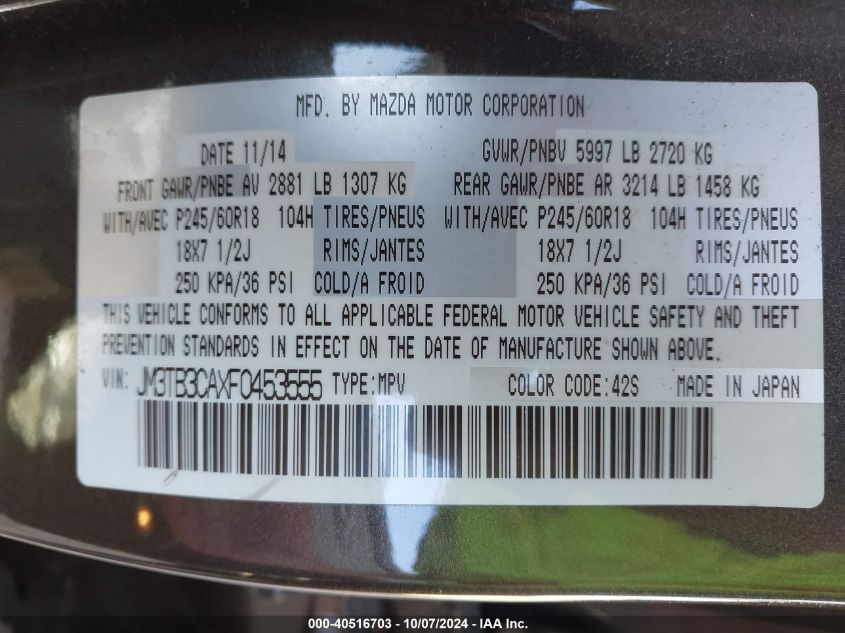 MFD. BY MAZDA MOTOR CORPORATION
DATE 11/14 GVWR/PNBV 5997 LB 2720 KG
FRONT GAWR/PNBE AV 2881 LB 1307 KG REAR GAWR/PNBE AR 3214 LB 1458 KG
WITH/AVEC P245/60R18 104H TIRES/PNEUS WITH/AVEC P245/60R18 104H TIRES/PNEUS
18X7 1/2J RIMS/JANTES 18X7 1/2J RIMS/JANTES
250 KPA/36 PSI COLD/A FROID 250 KPA/36 PSI COLD/A FROID
THIS VEHICLE CONFORMS TO ALL APPLICABLE FEDERAL MOTOR VEHICLE SAFETY AND THEFT
PREVENTION STANDARDS IN EFFECT ON THE DATE OF MANUFACTURE SHOWN ABOVE.
VIN: JM3TB3CAXF0453555 TYPE:MPV COLOR CODE:42S MADE IN JAPAN
000-40516703 - 10/07/2024 - IAA Inc.